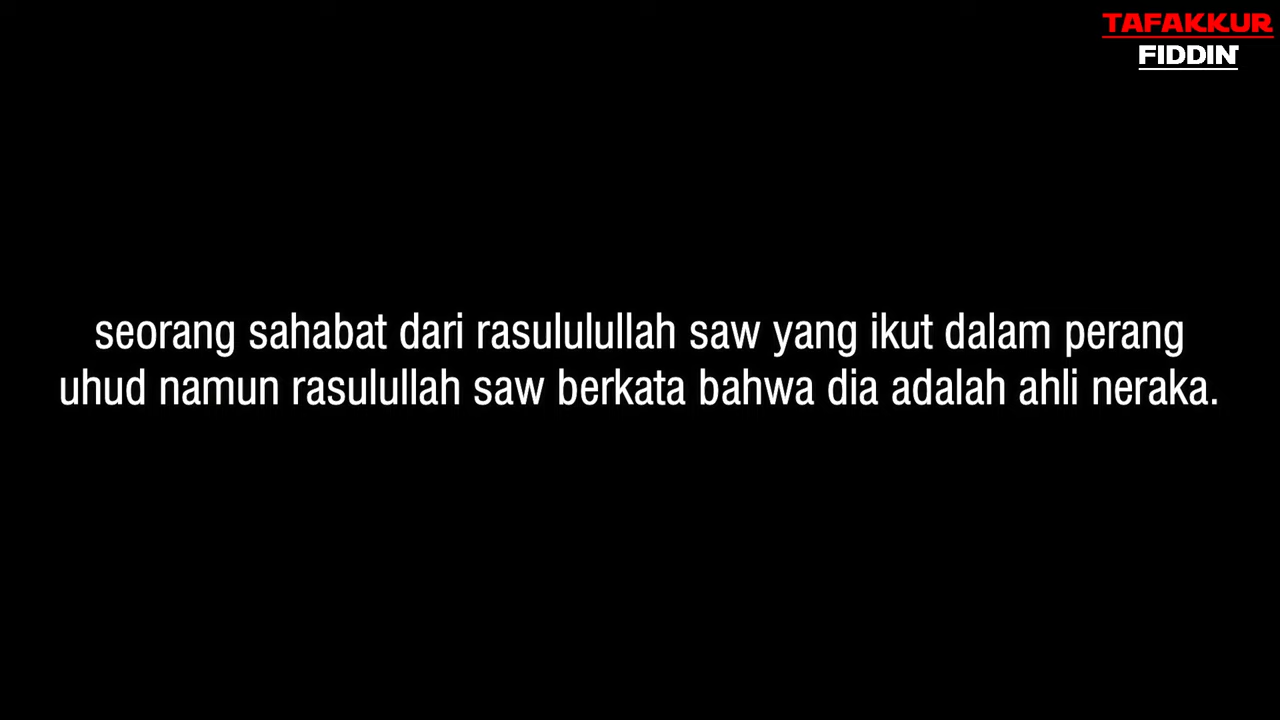 TAFAKKUR
FIDDIN
seorang sahabat dari rasululullah saw yang ikut dalam perang
uhud namun rasulullah saw berkata bahwa dia adalah ahli neraka.